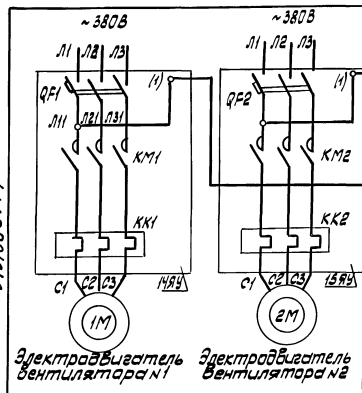 ~380В ~380В
Л1 Л2 Л3 Л1 Л2 Л3
QF1 (1) QF2 (1)
Л11 Л21 Л31
КМ1 КМ2
КК1 КК2
С1 С2 С3 14ЯУ С1 С2 С3 15ЯУ
1М 2М
Электродвигатель Электродвигатель
вентилятора №1 вентилятора №2